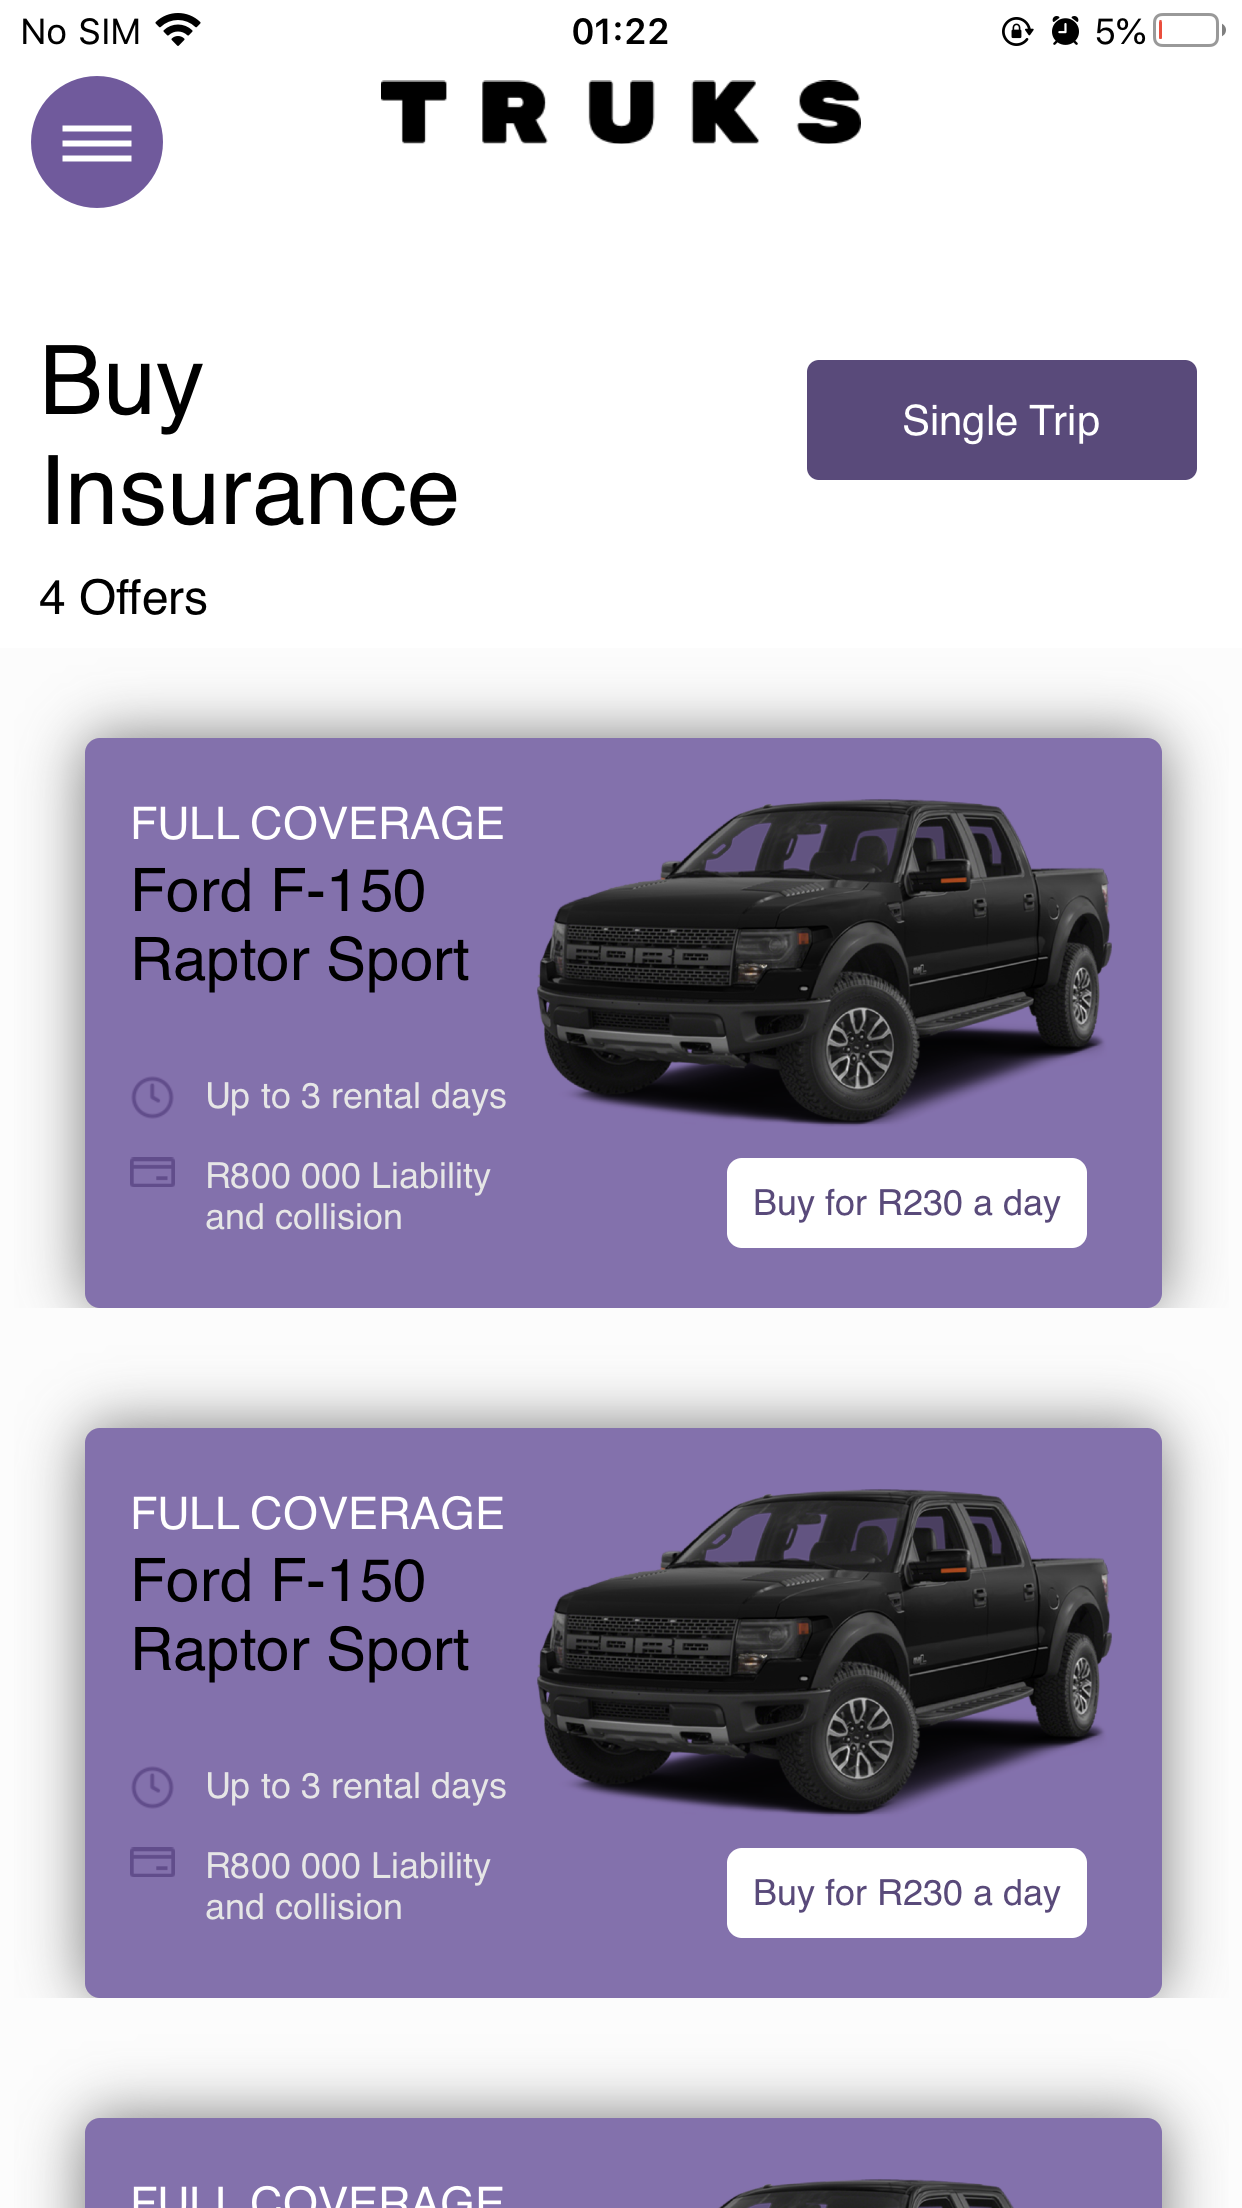 No SIM 01:22 5%
TRUKS
Buy
Insurance
Single Trip
4 Offers
FULL COVERAGE
Ford F-150
Raptor Sport
Up to 3 rental days
R800 000 Liability
and collision
Buy for R230 a day
FULL COVERAGE
Ford F-150
Raptor Sport
Up to 3 rental days
R800 000 Liability
and collision
Buy for R230 a day
FULL COVERAGE